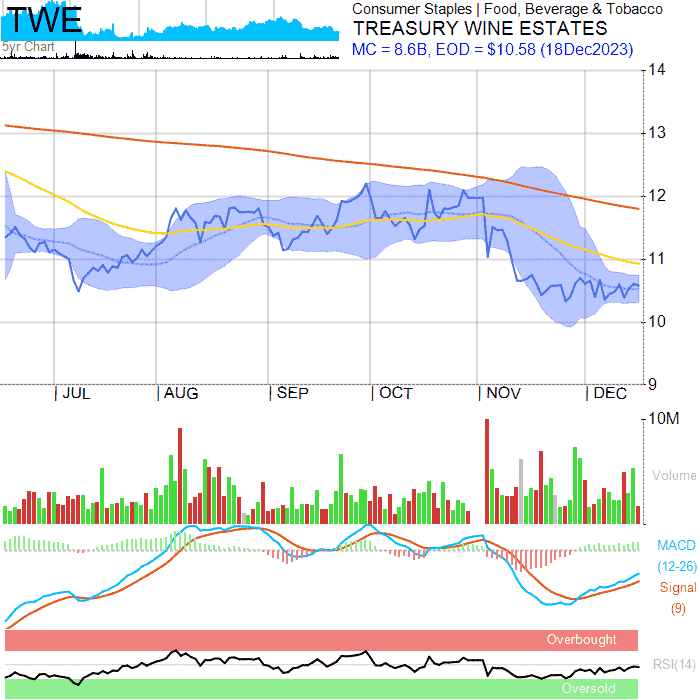 TWE
5yr Chart
Consumer Staples | Food, Beverage & Tobacco
TREASURY WINE ESTATES
MC = 8.6B, EOD = $10.58 (18Dec2023)
14
13
12
11
10
9
JUL
AUG
SEP
OCT
NOV
DEC
10M
Volume
MACD
(12-26)
Signal
(9)
Overbought
RSI(14)
Oversold